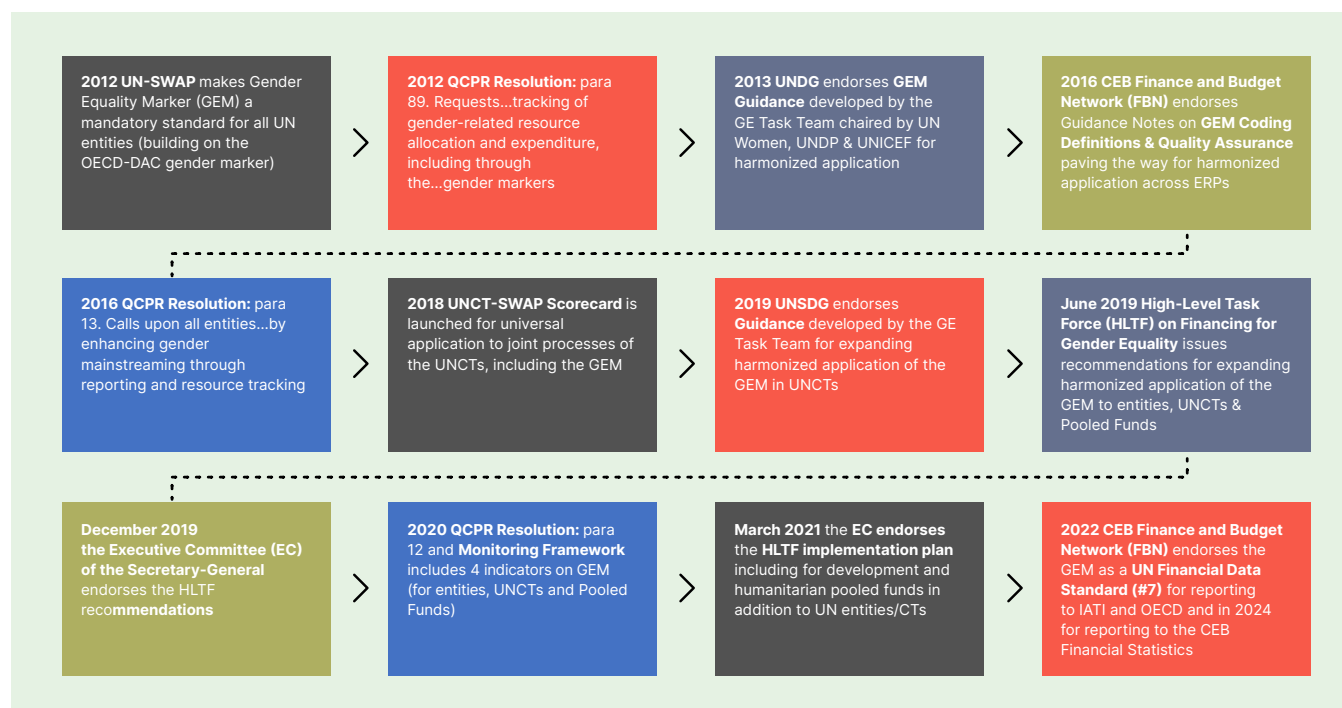 2012 UN-SWAP makes Gender
Equality Marker (GEM) a
mandatory standard for all UN
entities (building on the
OECD-DAC gender marker)
2012 QCPR Resolution: para
89. Requests...tracking of
gender-related resource
allocation and expenditure,
including through
the...gender markers
2013 UNDG endorses GEM
Guidance developed by the
GE Task Team chaired by UN
Women, UNDP & UNICEF for
harmonized application
2016 CEB Finance and Budget
Network (FBN) endorses
Guidance Notes on GEM Coding
Definitions & Quality Assurance
paving the way for harmonized
application across ERPs
2016 QCPR Resolution: para
13. Calls upon all entities...by
enhancing gender
mainstreaming through
reporting and resource tracking
2018 UNCT-SWAP Scorecard is
launched for universal
application to joint processes of
the UNCTs, including the GEM
2019 UNSDG endorses
Guidance developed by the GE
Task Team for expanding
harmonized application of the
GEM in UNCTs
June 2019 High-Level Task
Force (HLTF) on Financing for
Gender Equality issues
recommendations for expanding
harmonized application of the
GEM to entities, UNCTs &
Pooled Funds
December 2019
the Executive Committee (EC)
of the Secretary-General
endorses the HLTF
recommendations
2020 QCPR Resolution: para
12 and Monitoring Framework
includes 4 indicators on GEM
(for entities, UNCTs and Pooled
Funds)
March 2021 the EC endorses
the HLTF implementation plan
including for development and
humanitarian pooled funds in
addition to UN entities/CTs
2022 CEB Finance and Budget
Network (FBN) endorses the
GEM as a UN Financial Data
Standard (#7) for reporting
to IATI and OECD and in 2024
for reporting to the CEB
Financial Statistics